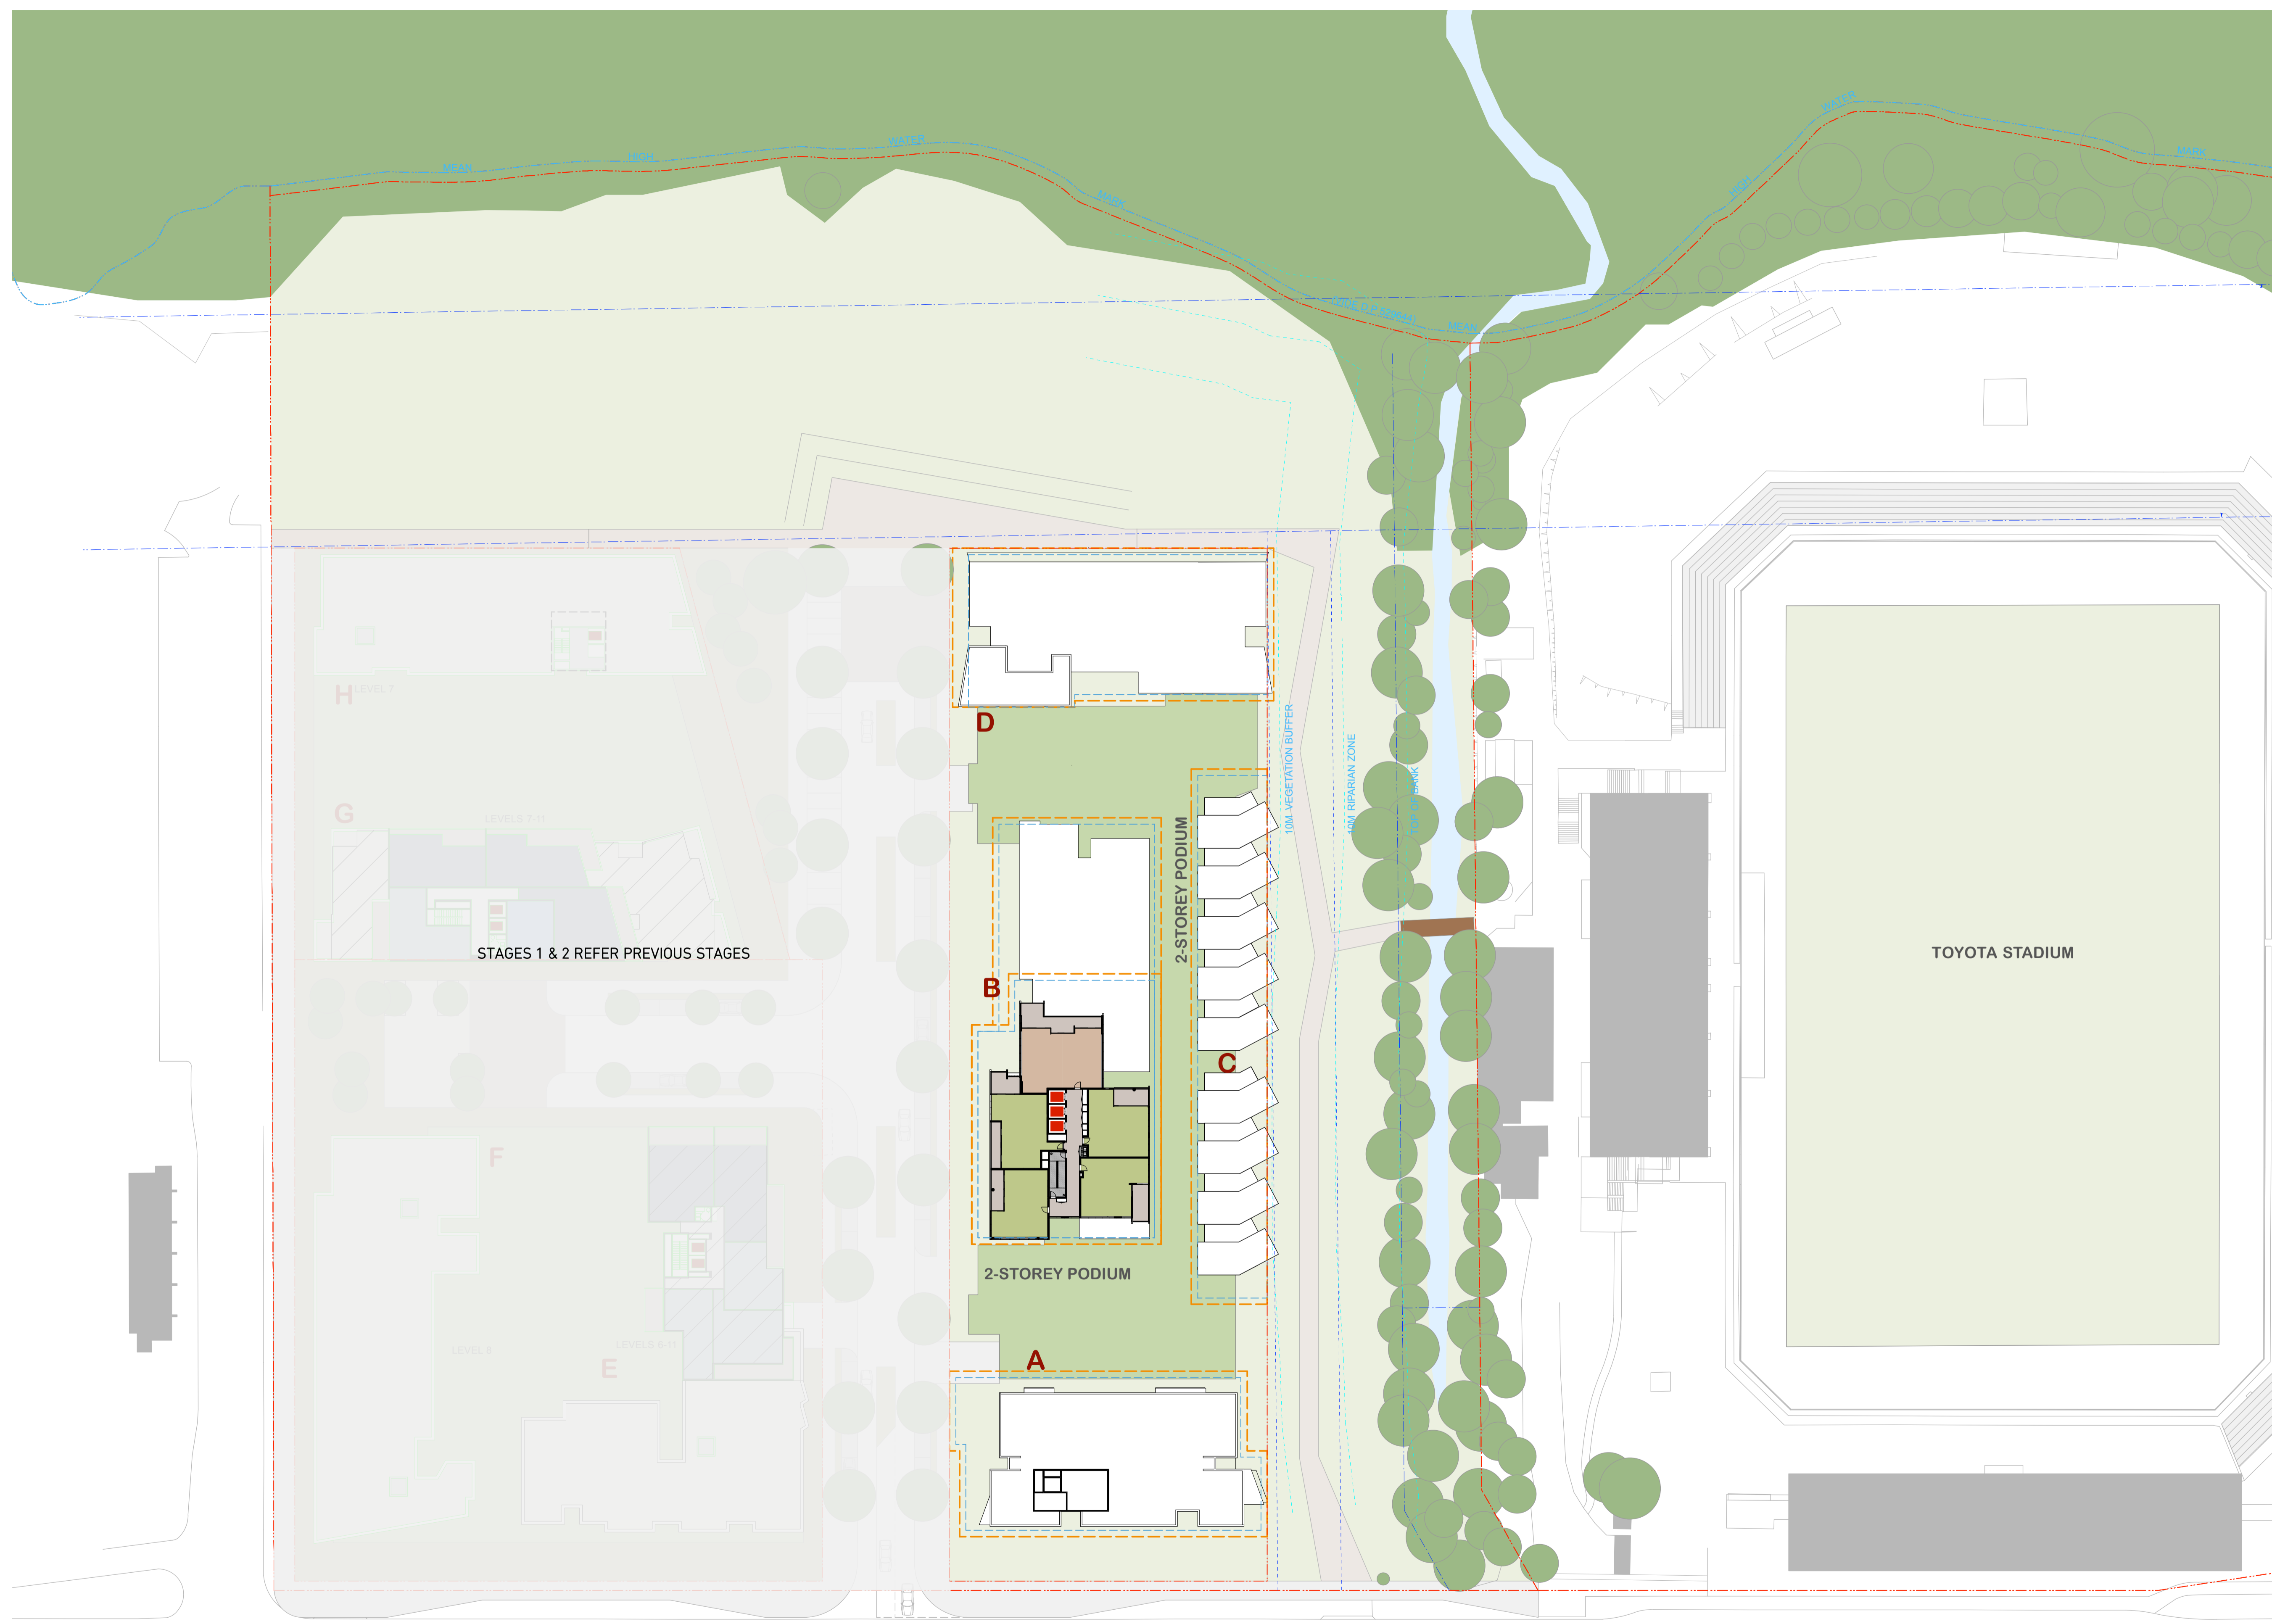 WATER
MEAN
HIGH
WATER
MARK
MARK
HIGH
MEAN
H
LEVEL 7
D
10M VEGETATION BUFFER
10M RIPARIAN ZONE
TOP OF BANK
G
LEVELS 7-11
2-STOREY PODIUM
STAGES 1 & 2 REFER PREVIOUS STAGES
TOYOTA STADIUM
B
C
F
2-STOREY PODIUM
LEVEL 8
LEVELS 9-11
E
A